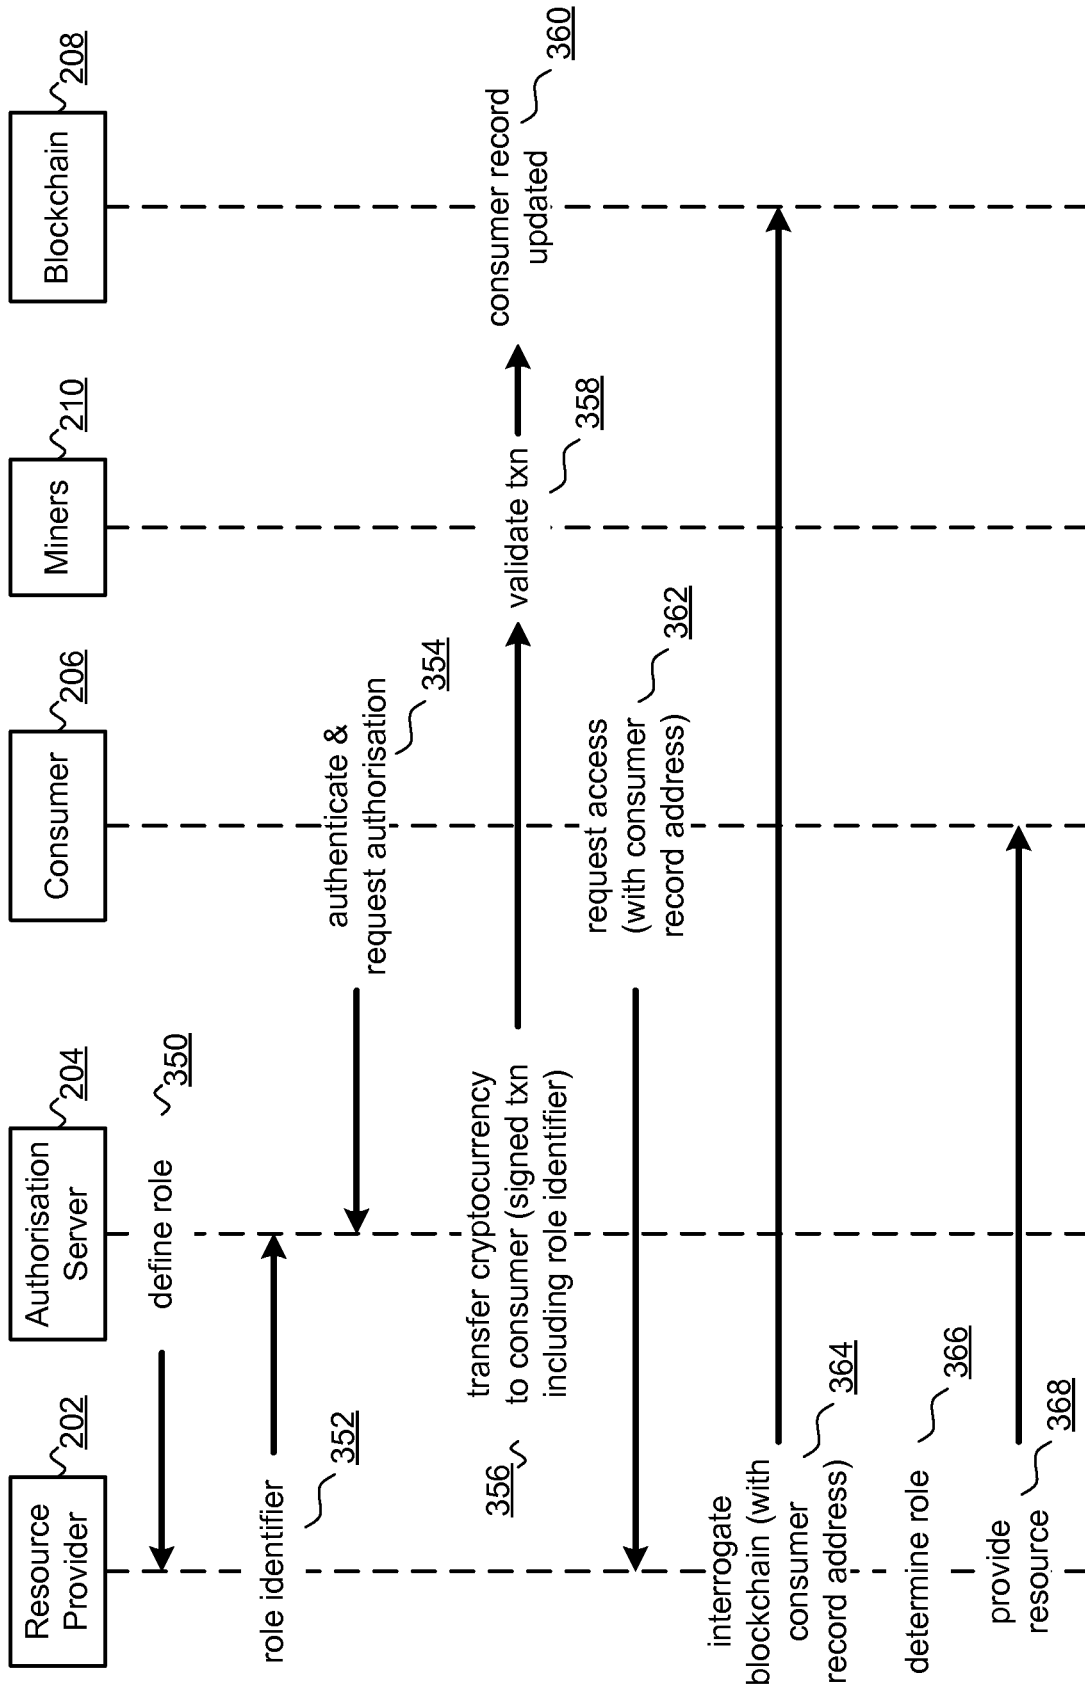 Resource
Provider
202
Authorisation
Server
204
Consumer
206
Miners
210
Blockchain
208
define role
350
role identifier
352
authenticate &
request authorisation
354
356
transfer cryptocurrency
to consumer (signed txn
including role identifier)
validate txn
358
consumer record
updated
360
request access
(with consumer
record address)
362
interrogate
blockchain (with
consumer
record address)
364
determine role
366
provide
resource
368